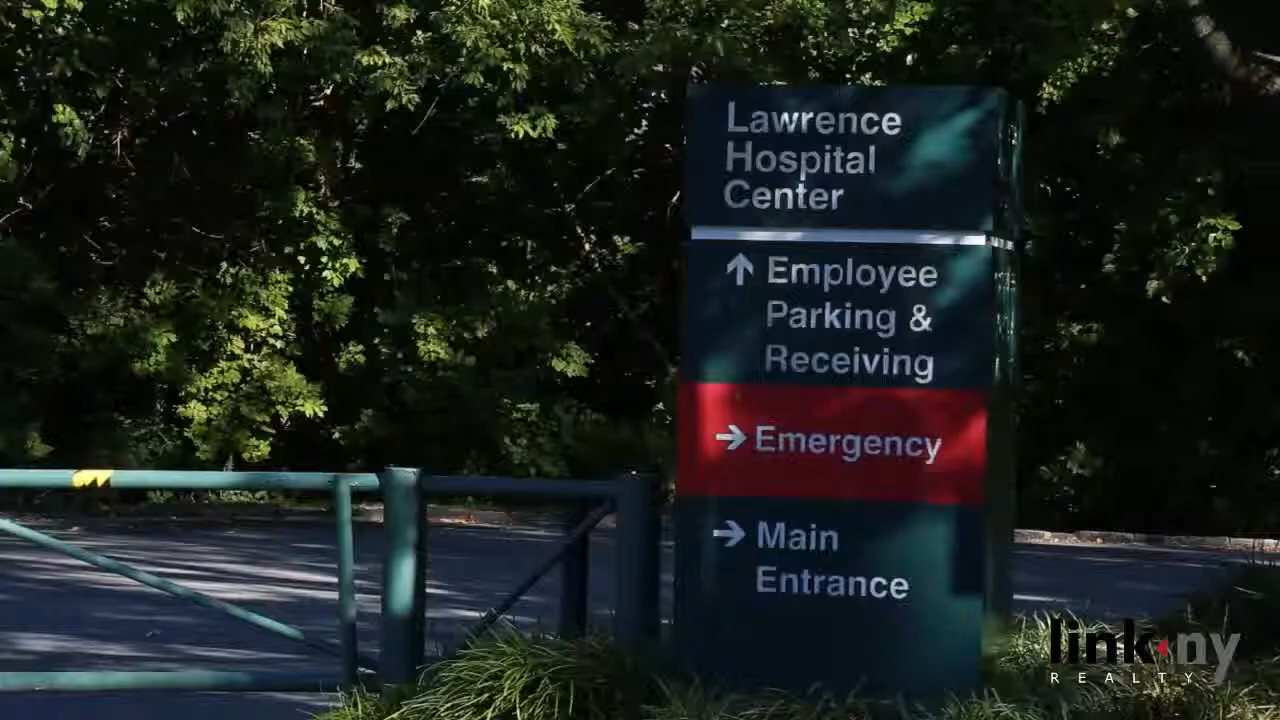 Lawrence
Hospital
Center
↑ Employee
Parking &
Receiving
→ Emergency
→ Main
Entrance
link ny
REALTY